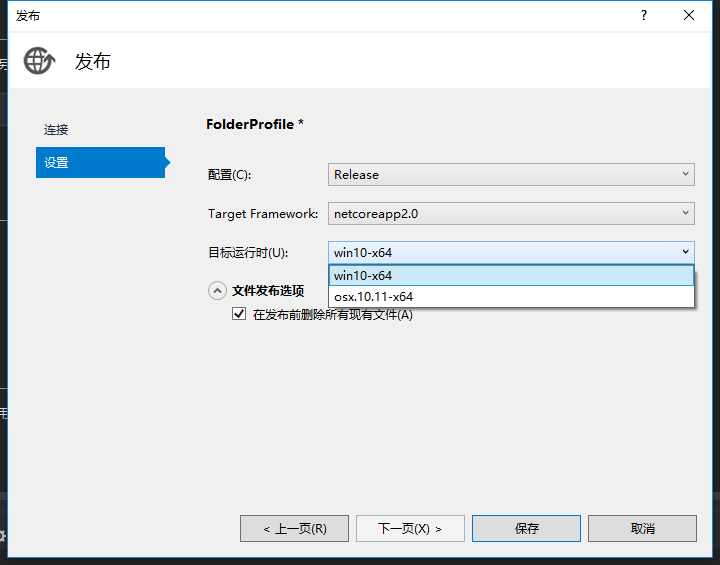 发布
?
发布
连接
设置
FolderProfile *
配置(C):
Release
Target Framework:
netcoreapp2.0
目标运行时(U):
win10-x64
win10-x64
osx.10.11-x64
文件发布选项
在发布前删除所有现有文件(A)
< 上一页(R)
下一页(X) >
保存
取消
用